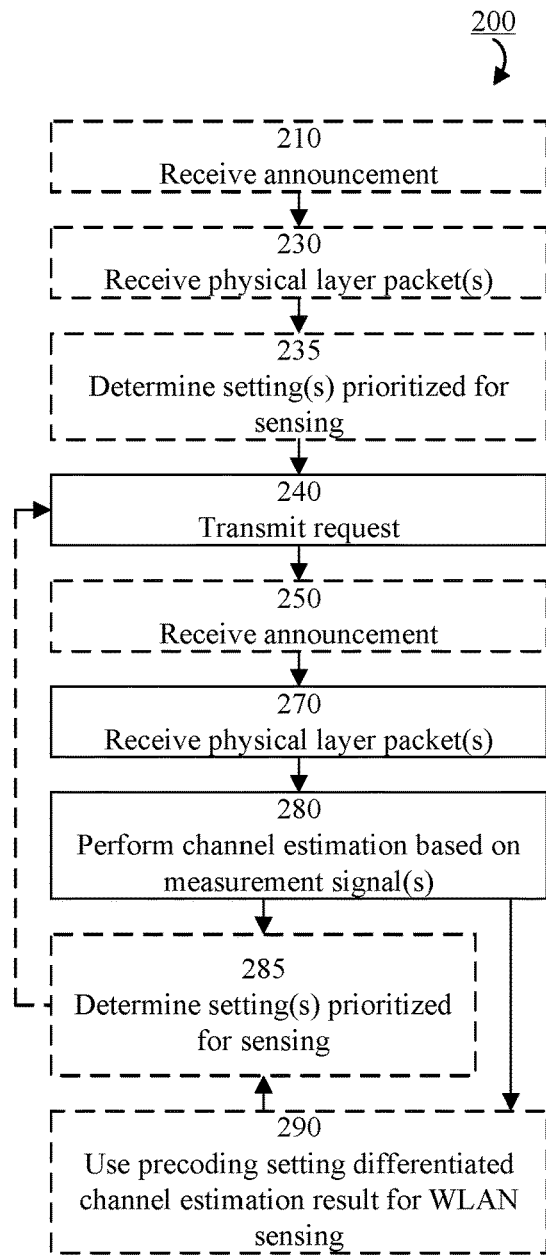 200
210
Receive announcement
230
Receive physical layer packet(s)
235
Determine setting(s) prioritized for
sensing
240
Transmit request
250
Receive announcement
270
Receive physical layer packet(s)
280
Perform channel estimation based on
measurement signal(s)
285
Determine setting(s) prioritized
for sensing
290
Use precoding setting differentiated
channel estimation result for WLAN
sensing